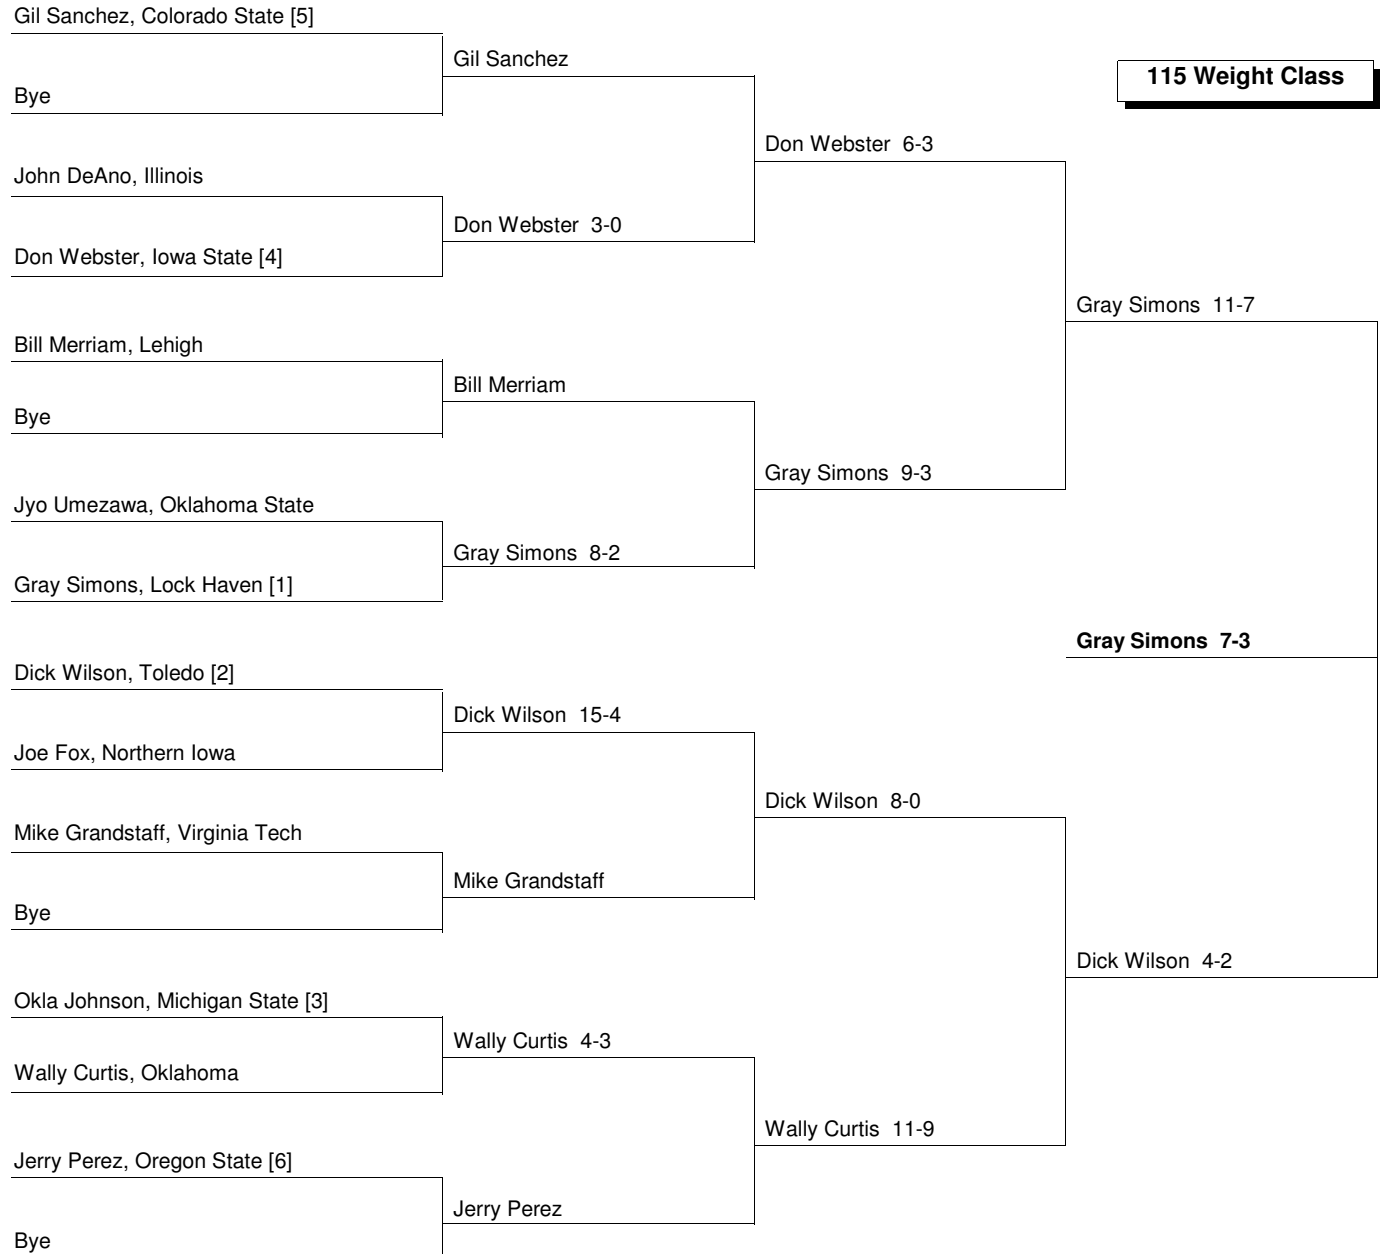 Gil Sanchez, Colorado State [5]
Gil Sanchez
115 Weight Class
Bye
Don Webster 6-3
John DeAno, Illinois
Don Webster 3-0
Don Webster, Iowa State [4]
Gray Simons 11-7
Bill Merriam, Lehigh
Bill Merriam
Bye
Gray Simons 9-3
Jyo Umezawa, Oklahoma State
Gray Simons 8-2
Gray Simons, Lock Haven [1]
Gray Simons 7-3
Dick Wilson, Toledo [2]
Dick Wilson 15-4
Joe Fox, Northern Iowa
Dick Wilson 8-0
Mike Grandstaff, Virginia Tech
Mike Grandstaff
Bye
Dick Wilson 4-2
Okla Johnson, Michigan State [3]
Wally Curtis 4-3
Wally Curtis, Oklahoma
Wally Curtis 11-9
Jerry Perez, Oregon State [6]
Jerry Perez
Bye